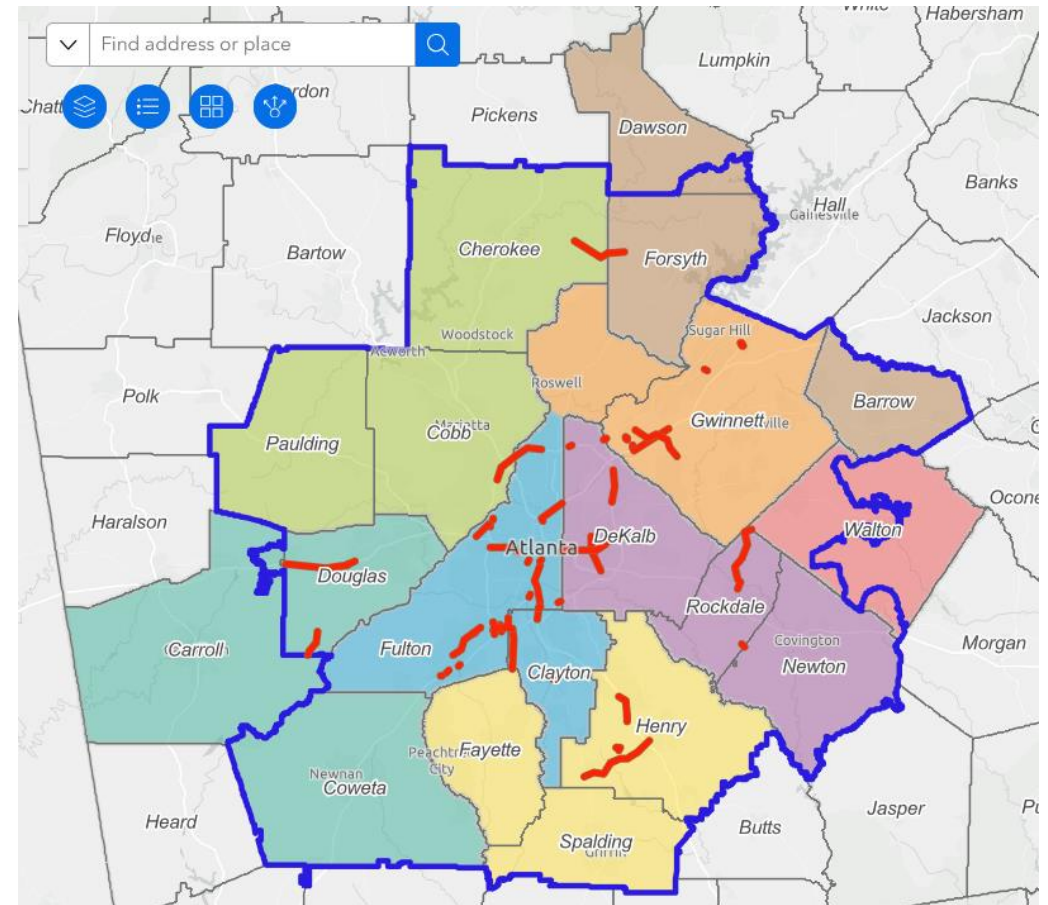 Habersham
Find address or place
Lumpkin
Pickens
Dawson
Banks
Hall
Gainesville
Floyd
Bartow
Cherokee
Forsyth
Jackson
Woodstock
Sugar Hill
Acworth
Roswell
Polk
Barrow
Gwinnett
Paulding
Cobb
Marietta
Haralson
Walton
Atlanta
DeKalb
Douglas
Rockdale
Carroll
Fulton
Covington
Morgan
Clayton
Newton
Henry
Fayette
Newnan
City
Coweta
Jasper
Heard
Butts
Spalding
Griffin